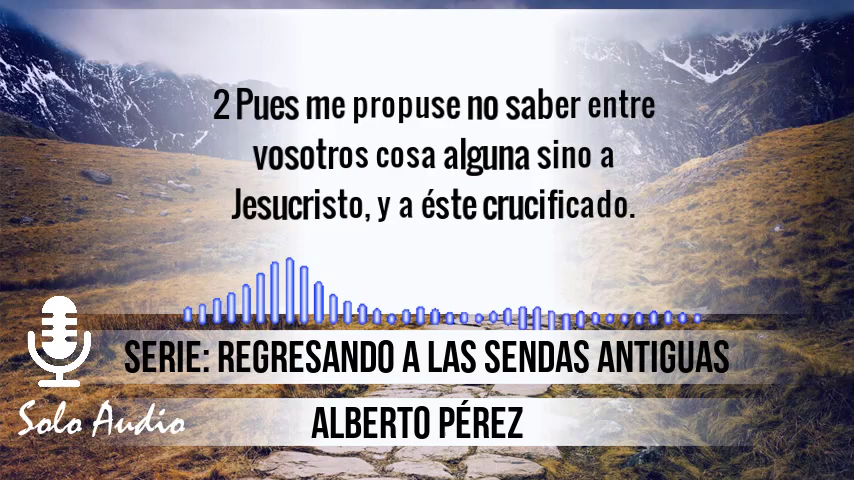 2 Pues me propuse no saber entre
vosotros cosa alguna sino a
Jesucristo, y a éste crucificado.
SERIE: REGRESANDO A LAS SENDAS ANTIGUAS
Solo Audio
ALBERTO PÉREZ